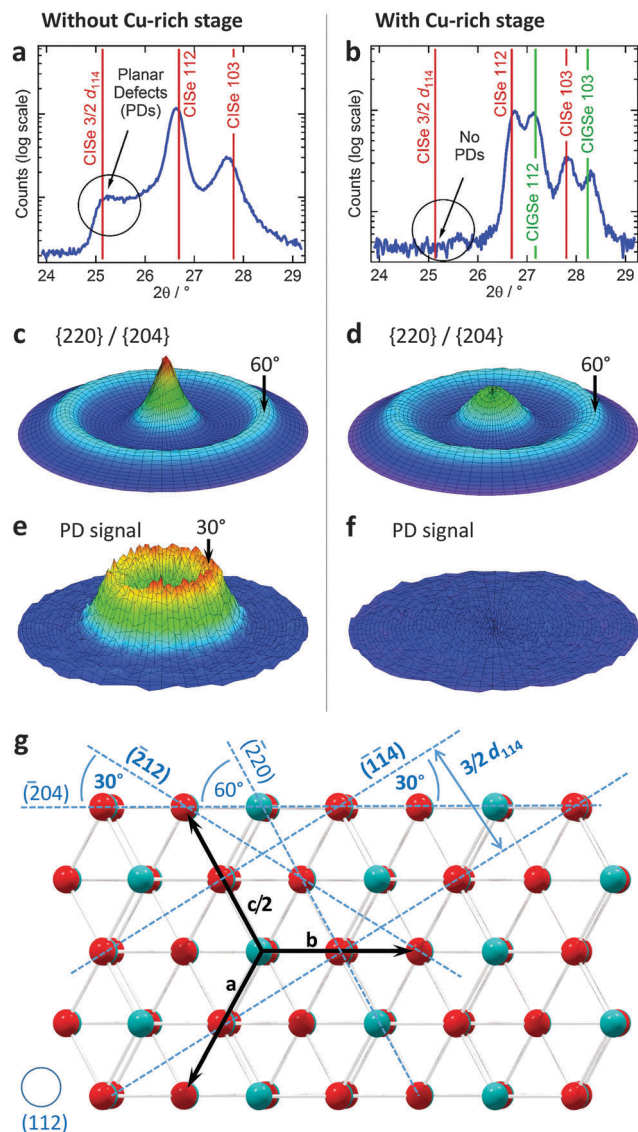 Without Cu-rich stage
With Cu-rich stage
a
Counts (log scale)
CISe 3/2 d114
Planar
Defects
(PDs)
CISe 112
CISe 103
24 25 26 27 28 29
2θ / °
b
Counts (log scale)
CISe 3/2 d114
No
PDs
CISe 112
CIGSe 112
CISe 103
CIGSe 103
24 25 26 27 28 29
2θ / °
c
{220} / {204}
60°
d
{220} / {204}
60°
e
PD signal
30°
f
PD signal
g
(2̄04)
30°
(2̄12)
60°
(2̄20)
(11̄4)
30°
3/2 d114
c/2
b
a
(112)